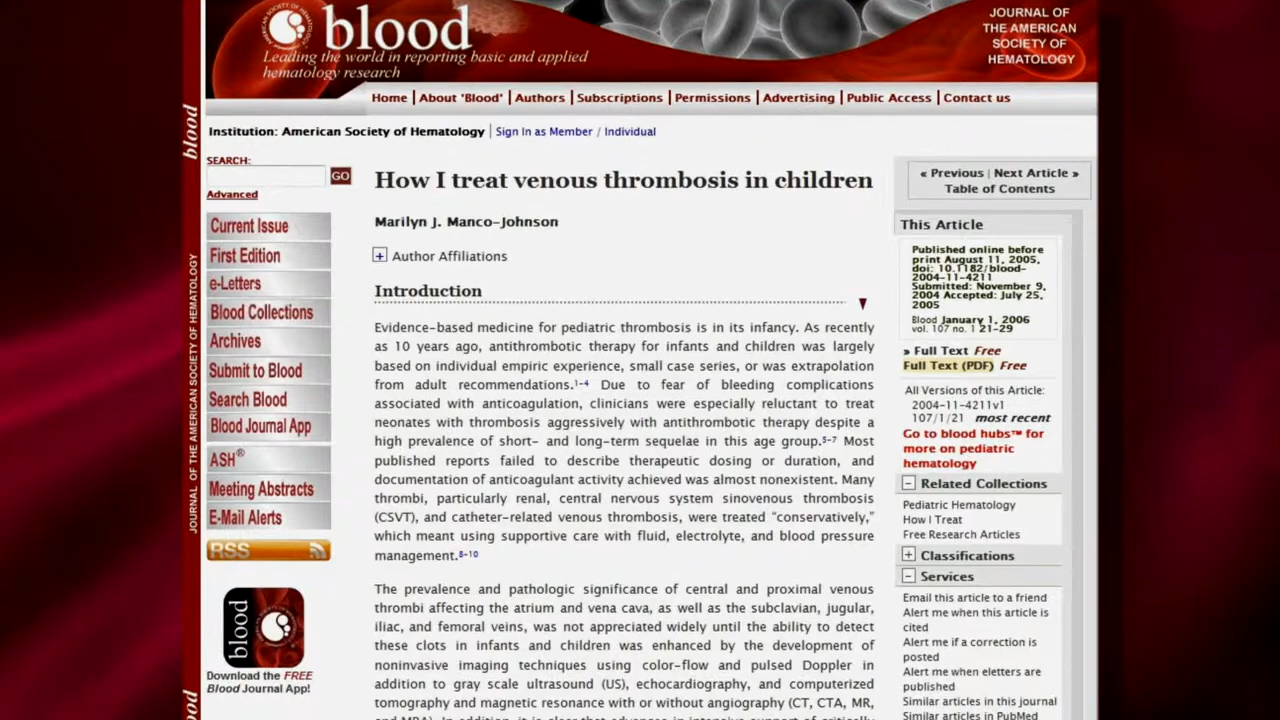 blood
Leading the world in reporting basic and applied
hematology research
JOURNAL OF
THE AMERICAN
SOCIETY OF
HEMATOLOGY
Home | About 'Blood' | Authors | Subscriptions | Permissions | Advertising | Public Access | Contact us
Institution: American Society of Hematology | Sign In as Member / Individual
blood
JOURNAL OF THE AMERICAN SOCIETY OF HEMATOLOGY
SEARCH:
GO
Advanced
Current Issue
First Edition
e-Letters
Blood Collections
Archives
Submit to Blood
Search Blood
Blood Journal App
ASH®
Meeting Abstracts
E-Mail Alerts
RSS
blood
Download the FREE
Blood Journal App!
How I treat venous thrombosis in children
Marilyn J. Manco-Johnson
+ Author Affiliations
Introduction
Evidence-based medicine for pediatric thrombosis is in its infancy. As recently
as 10 years ago, antithrombotic therapy for infants and children was largely
based on individual empiric experience, small case series, or was extrapolation
from adult recommendations.1-4 Due to fear of bleeding complications
associated with anticoagulation, clinicians were especially reluctant to treat
neonates with thrombosis aggressively with antithrombotic therapy despite a
high prevalence of short- and long-term sequelae in this age group.5-7 Most
published reports failed to describe therapeutic dosing or duration, and
documentation of anticoagulant activity achieved was almost nonexistent. Many
thrombi, particularly renal, central nervous system sinovenous thrombosis
(CSVT), and catheter-related venous thrombosis, were treated "conservatively,"
which meant using supportive care with fluid, electrolyte, and blood pressure
management.8-10
The prevalence and pathologic significance of central and proximal venous
thrombi affecting the atrium and vena cava, as well as the subclavian, jugular,
iliac, and femoral veins, was not appreciated widely until the ability to detect
these clots in infants and children was enhanced by the development of
noninvasive imaging techniques using color-flow and pulsed Doppler in
addition to gray scale ultrasound (US), echocardiography, and computerized
tomography and magnetic resonance with or without angiography (CT, CTA, MR,
« Previous | Next Article »
Table of Contents
This Article
Published online before
print August 11, 2005,
doi: 10.1182/blood-
2004-11-4211
Submitted: November 9,
2004 Accepted: July 25,
2005
Blood January 1, 2006
vol. 107 no. 1 21-29
» Full Text Free
Full Text (PDF) Free
All Versions of this Article:
2004-11-4211v1
107/1/21 most recent
Go to blood hubs™ for
more on pediatric
hematology
− Related Collections
Pediatric Hematology
How I Treat
Free Research Articles
+ Classifications
− Services
Email this article to a friend
Alert me when this article is
cited
Alert me if a correction is
posted
Alert me when eletters are
published
Similar articles in this journal
Similar articles in PubMed